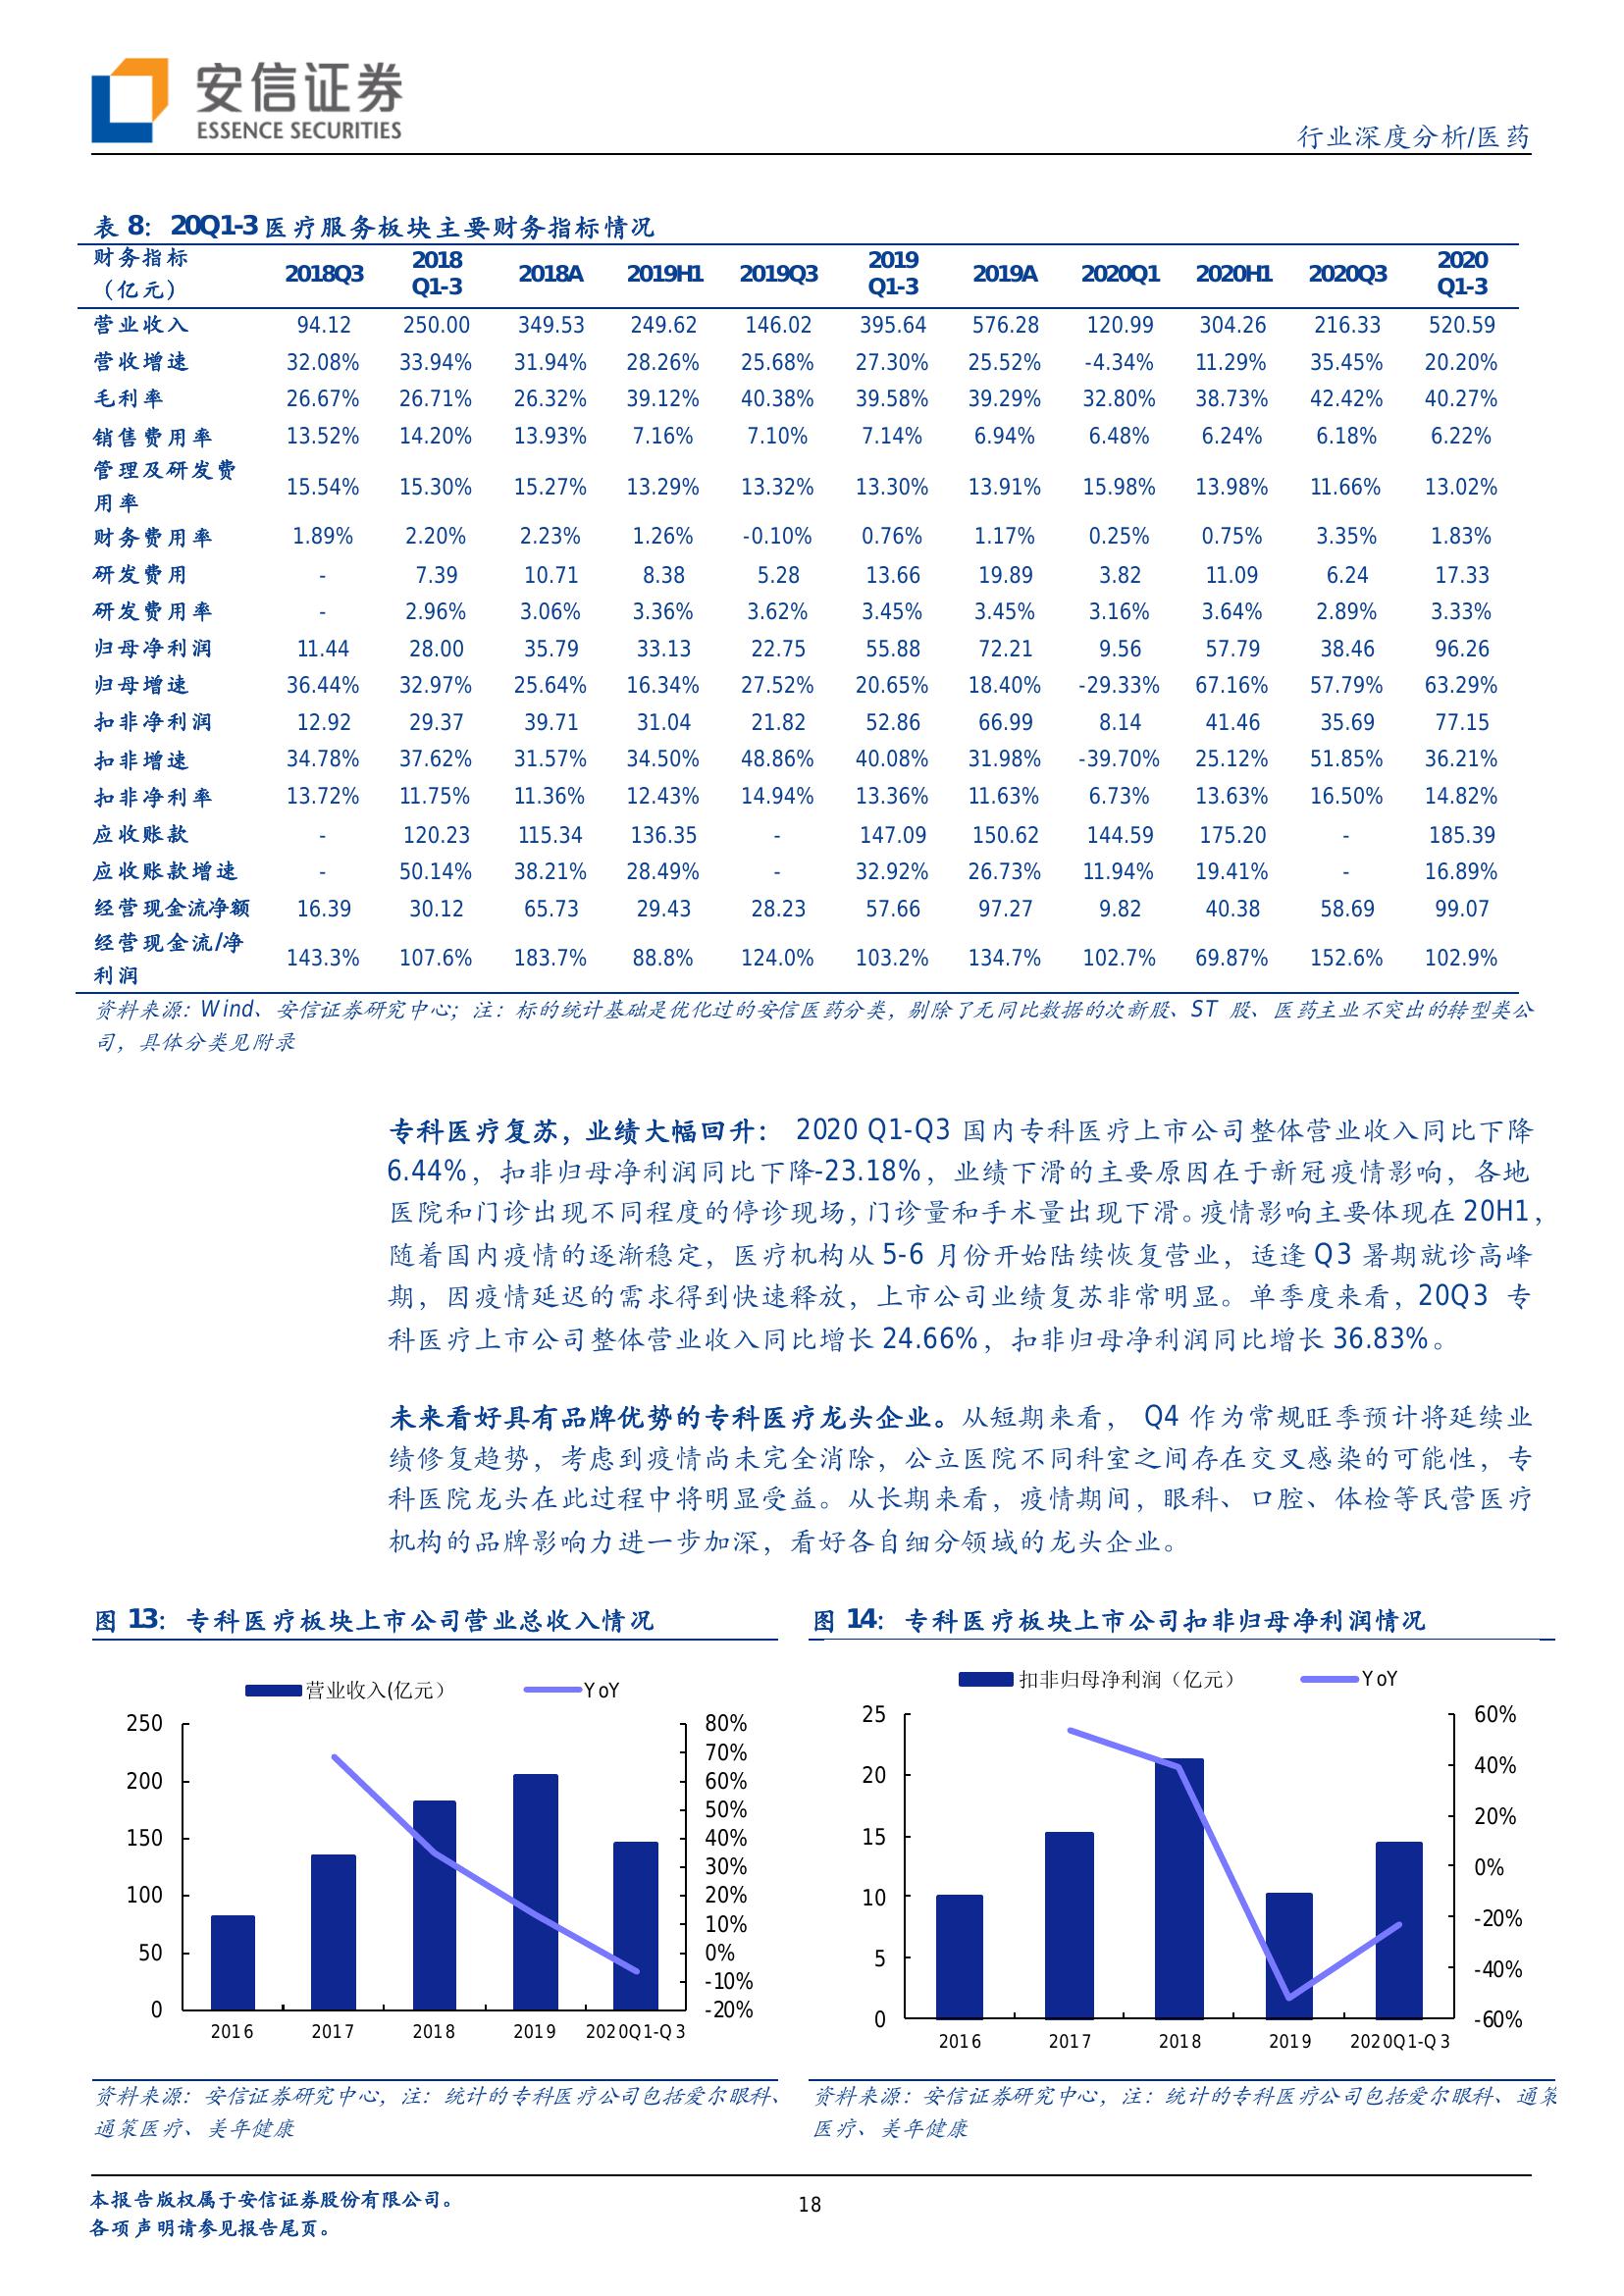 安信证券
ESSENCE SECURITIES
行业深度分析/医药
表 8：20Q1-3 医疗服务板块主要财务指标情况
财务指标（亿元） 2018Q3 2018 Q1-3 2018A 2019H1 2019Q3 2019 Q1-3 2019A 2020Q1 2020H1 2020Q3 2020 Q1-3
营业收入 94.12 250.00 349.53 249.62 146.02 395.64 576.28 120.99 304.26 216.33 520.59
营收增速 32.08% 33.94% 31.94% 28.26% 25.68% 27.30% 25.52% -4.34% 11.29% 35.45% 20.20%
毛利率 26.67% 26.71% 26.32% 39.12% 40.38% 39.58% 39.29% 32.80% 38.73% 42.42% 40.27%
销售费用率 13.52% 14.20% 13.93% 7.16% 7.10% 7.14% 6.94% 6.48% 6.24% 6.18% 6.22%
管理及研发费用率 15.54% 15.30% 15.27% 13.29% 13.32% 13.30% 13.91% 15.98% 13.98% 11.66% 13.02%
财务费用率 1.89% 2.20% 2.23% 1.26% -0.10% 0.76% 1.17% 0.25% 0.75% 3.35% 1.83%
研发费用 - 7.39 10.71 8.38 5.28 13.66 19.89 3.82 11.09 6.24 17.33
研发费用率 - 2.96% 3.06% 3.36% 3.62% 3.45% 3.45% 3.16% 3.64% 2.89% 3.33%
归母净利润 11.44 28.00 35.79 33.13 22.75 55.88 72.21 9.56 57.79 38.46 96.26
归母增速 36.44% 32.97% 25.64% 16.34% 27.52% 20.65% 18.40% -29.33% 67.16% 57.79% 63.29%
扣非净利润 12.92 29.37 39.71 31.04 21.82 52.86 66.99 8.14 41.46 35.69 77.15
扣非增速 34.78% 37.62% 31.57% 34.50% 48.86% 40.08% 31.98% -39.70% 25.12% 51.85% 36.21%
扣非净利率 13.72% 11.75% 11.36% 12.43% 14.94% 13.36% 11.63% 6.73% 13.63% 16.50% 14.82%
应收账款 - 120.23 115.34 136.35 - 147.09 150.62 144.59 175.20 - 185.39
应收账款增速 - 50.14% 38.21% 28.49% - 32.92% 26.73% 11.94% 19.41% - 16.89%
经营现金流净额 16.39 30.12 65.73 29.43 28.23 57.66 97.27 9.82 40.38 58.69 99.07
经营现金流/净利润 143.3% 107.6% 183.7% 88.8% 124.0% 103.2% 134.7% 102.7% 69.87% 152.6% 102.9%
资料来源：Wind、安信证券研究中心；注：标的统计基础是优化过的安信医药分类，剔除了无同比数据的次新股、ST 股、医药主业不突出的转型类公
司，具体分类见附录
专科医疗复苏，业绩大幅回升： 2020 Q1-Q3 国内专科医疗上市公司整体营业收入同比下降
6.44%，扣非归母净利润同比下降-23.18%，业绩下滑的主要原因在于新冠疫情影响，各地
医院和门诊出现不同程度的停诊现场，门诊量和手术量出现下滑。疫情影响主要体现在 20H1，
随着国内疫情的逐渐稳定，医疗机构从 5-6 月份开始陆续恢复营业，适逢 Q3 暑期就诊高峰
期，因疫情延迟的需求得到快速释放，上市公司业绩复苏非常明显。单季度来看，20Q3 专
科医疗上市公司整体营业收入同比增长 24.66%，扣非归母净利润同比增长 36.83%。
未来看好具有品牌优势的专科医疗龙头企业。从短期来看， Q4 作为常规旺季预计将延续业
绩修复趋势，考虑到疫情尚未完全消除，公立医院不同科室之间存在交叉感染的可能性，专
科医院龙头在此过程中将明显受益。从长期来看，疫情期间，眼科、口腔、体检等民营医疗
机构的品牌影响力进一步加深，看好各自细分领域的龙头企业。
图 13：专科医疗板块上市公司营业总收入情况
营业收入(亿元） YoY
250 200 150 100 50 0
80% 70% 60% 50% 40% 30% 20% 10% 0% -10% -20%
2016 2017 2018 2019 2020Q1-Q3
资料来源：安信证券研究中心，注：统计的专科医疗公司包括爱尔眼科、
通策医疗、美年健康
图 14：专科医疗板块上市公司扣非归母净利润情况
扣非归母净利润（亿元） YoY
25 20 15 10 5 0
60% 40% 20% 0% -20% -40% -60%
2016 2017 2018 2019 2020Q1-Q3
资料来源：安信证券研究中心，注：统计的专科医疗公司包括爱尔眼科、通策
医疗、美年健康
本报告版权属于安信证券股份有限公司。
各项声明请参见报告尾页。
18